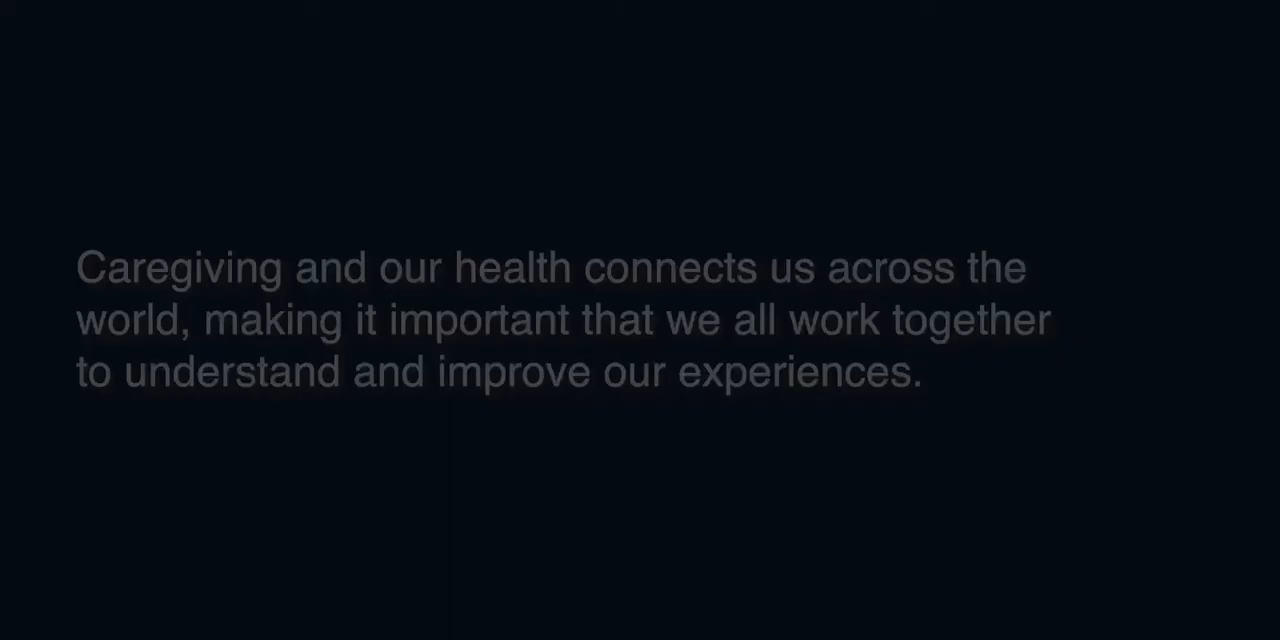 Caregiving and our health connects us across the
world, making it important that we all work together
to understand and improve our experiences.